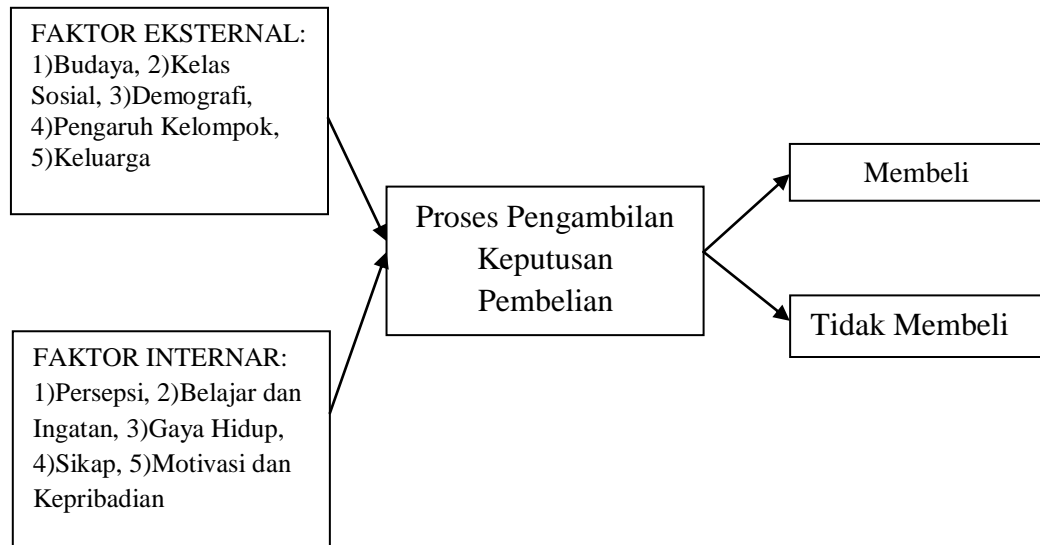 FAKTOR EKSTERNAL:
1)Budaya, 2)Kelas
Sosial, 3)Demografi,
4)Pengaruh Kelompok,
5)Keluarga
Proses Pengambilan
Keputusan
Pembelian
Membeli
Tidak Membeli
FAKTOR INTERNAR:
1)Persepsi, 2)Belajar dan
Ingatan, 3)Gaya Hidup,
4)Sikap, 5)Motivasi dan
Kepribadian